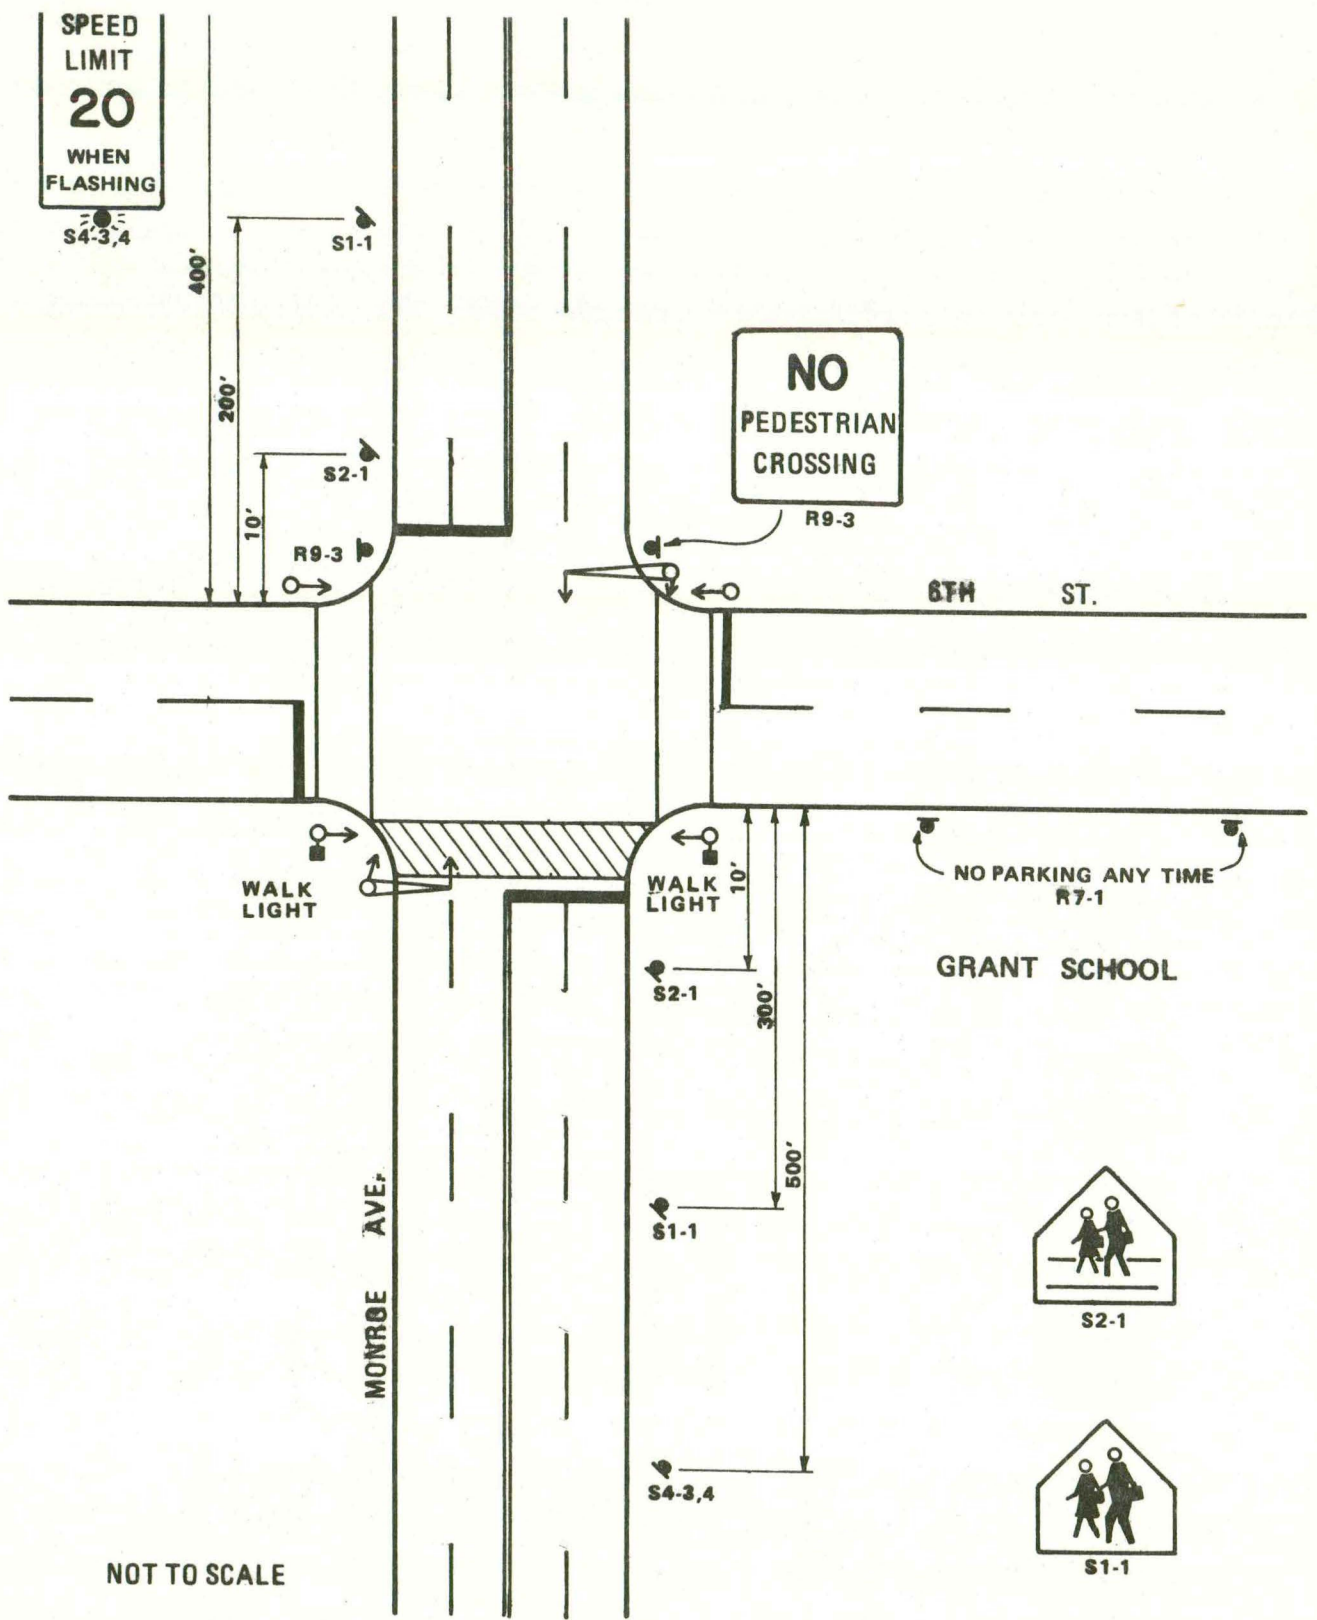 SPEED
LIMIT
20
WHEN
FLASHING
S4-3,4
S1-1
400'
200'
S2-1
10'
R9-3
NO
PEDESTRIAN
CROSSING
R9-3
6TH ST.
WALK
LIGHT
WALK
LIGHT
10'
NO PARKING ANY TIME
R7-1
GRANT SCHOOL
S2-1
300'
500'
MONROE AVE.
S1-1
S2-1
S4-3,4
S1-1
NOT TO SCALE